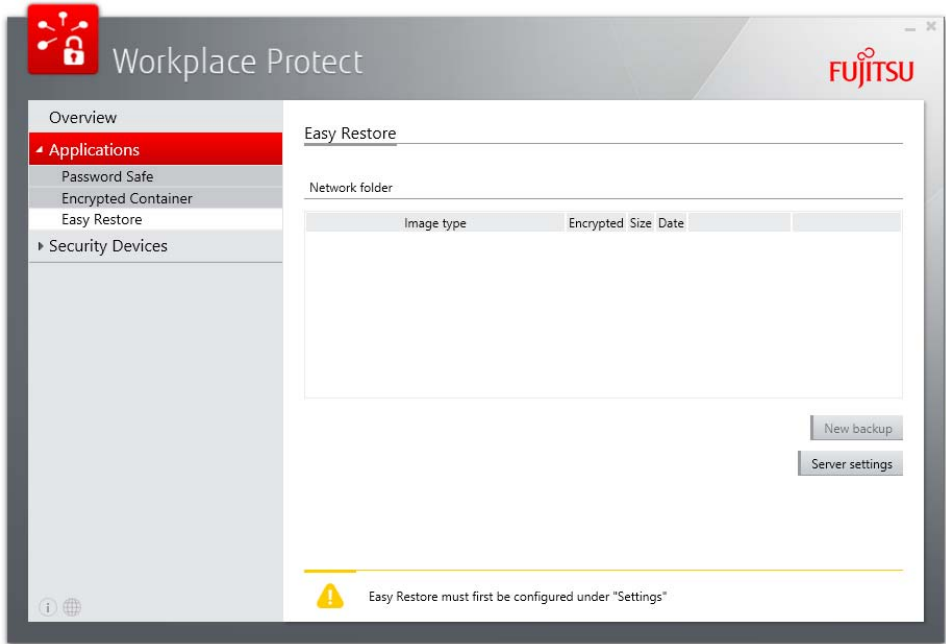 Workplace Protect
FUJITSU
Overview
Applications
Password Safe
Encrypted Container
Easy Restore
Security Devices
Easy Restore
Network folder
Image type Encrypted Size Date
New backup
Server settings
Easy Restore must first be configured under "Settings"